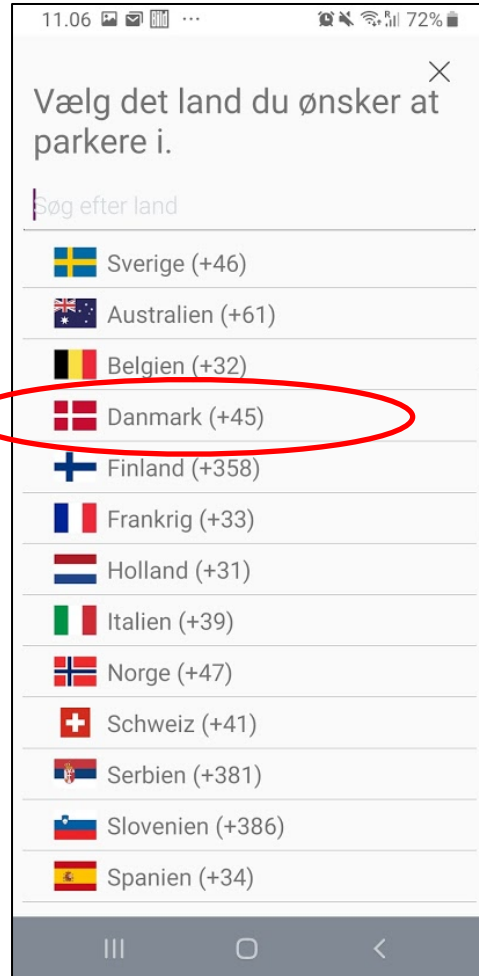 11.06 ... 72%
Vælg det land du ønsker at
parkere i.
Søg efter land
Sverige (+46)
Australien (+61)
Belgien (+32)
Danmark (+45)
Finland (+358)
Frankrig (+33)
Holland (+31)
Italien (+39)
Norge (+47)
Schweiz (+41)
Serbien (+381)
Slovenien (+386)
Spanien (+34)